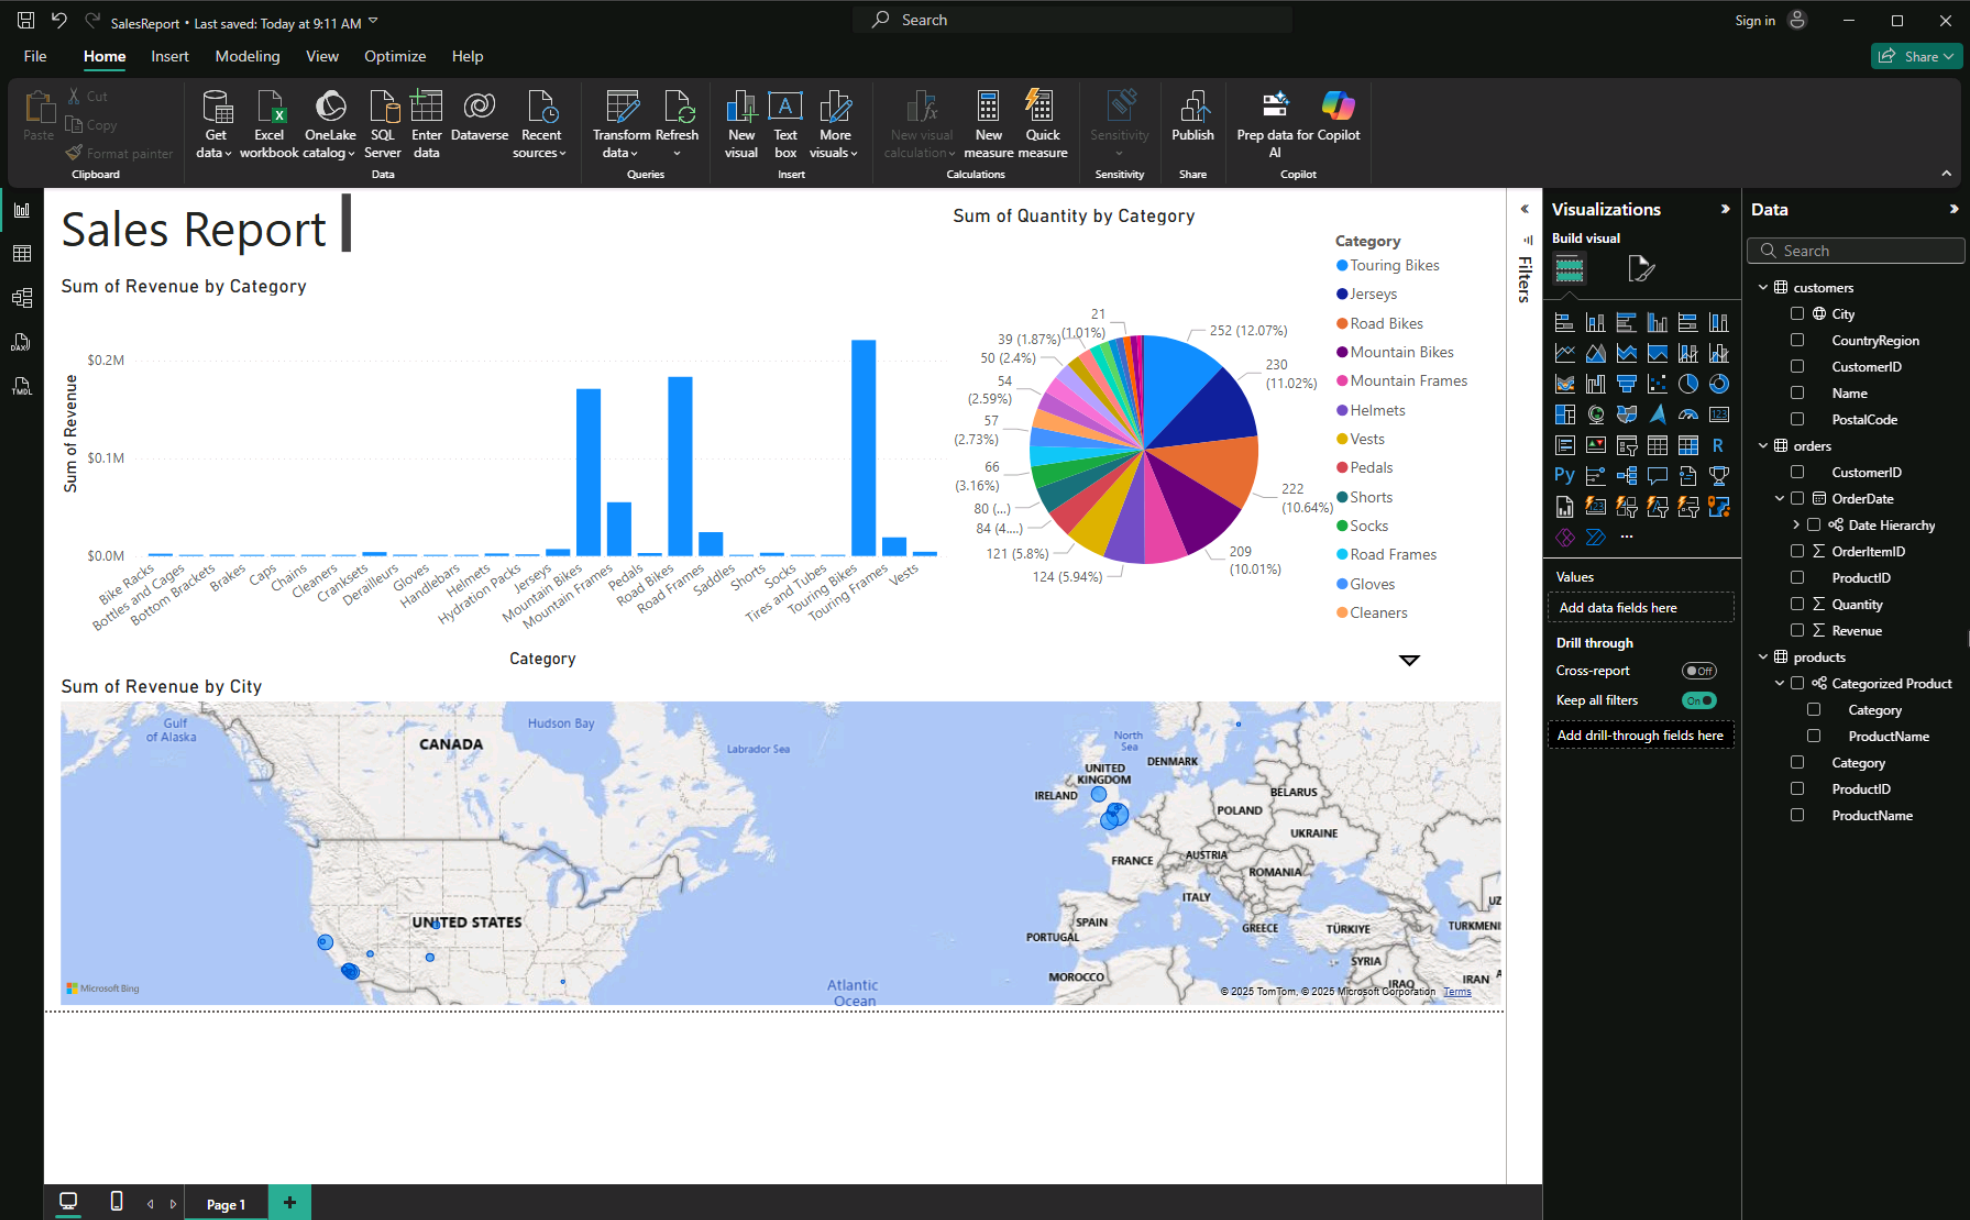 SalesReport • Last saved: Today at 9:11 AM
Search
Sign in
File Home Insert Modeling View Optimize Help
Share
Paste
Cut
Copy
Format painter
Clipboard
Get data
Excel workbook
OneLake catalog
SQL Server
Enter data
Dataverse
Recent sources
Data
Transform data
Refresh
Queries
New visual
Text box
More visuals
Insert
New visual calculation
New measure
Quick measure
Calculations
Sensitivity
Sensitivity
Publish
Share
Prep data for AI
Copilot
Copilot
DAX
TMDL
Sales Report
Sum of Revenue by Category
Sum of Revenue
$0.2M
$0.1M
$0.0M
Bike Racks
Bottles and Cages
Bottom Brackets
Brakes
Caps
Chains
Cleaners
Cranksets
Derailleurs
Gloves
Handlebars
Helmets
Hydration Packs
Jerseys
Mountain Bikes
Mountain Frames
Pedals
Road Bikes
Road Frames
Saddles
Shorts
Socks
Tires and Tubes
Touring Bikes
Touring Frames
Vests
Category
Sum of Quantity by Category
21
(1.01%)
39 (1.87%)
50 (2.4%)
54
(2.59%)
57
(2.73%)
66
(3.16%)
80 (...)
84 (4....)
121 (5.8%)
124 (5.94%)
209
(10.01%)
222
(10.64%)
230
(11.02%)
252 (12.07%)
Category
Touring Bikes
Jerseys
Road Bikes
Mountain Bikes
Mountain Frames
Helmets
Vests
Pedals
Shorts
Socks
Road Frames
Gloves
Cleaners
Sum of Revenue by City
Gulf
of Alaska
CANADA
Hudson Bay
Labrador Sea
UNITED STATES
Atlantic
Ocean
North
Sea
UNITED
KINGDOM
IRELAND
DENMARK
BELARUS
POLAND
UKRAINE
FRANCE
AUSTRIA
ROMANIA
ITALY
SPAIN
PORTUGAL
GREECE
TÜRKIYE
UZ
TURKMENI
SYRIA
MOROCCO
IRAQ
IRAN
A
Microsoft Bing
© 2025 TomTom, © 2025 Microsoft Corporation Terms
Filters
Visualizations
Build visual
123
R
Py
123
...
Values
Add data fields here
Drill through
Cross-report
Off
Keep all filters
On
Add drill-through fields here
Data
Search
customers
City
CountryRegion
CustomerID
Name
PostalCode
orders
CustomerID
OrderDate
Date Hierarchy
OrderItemID
ProductID
Quantity
Revenue
products
Categorized Product
Category
ProductName
Category
ProductID
ProductName
Page 1